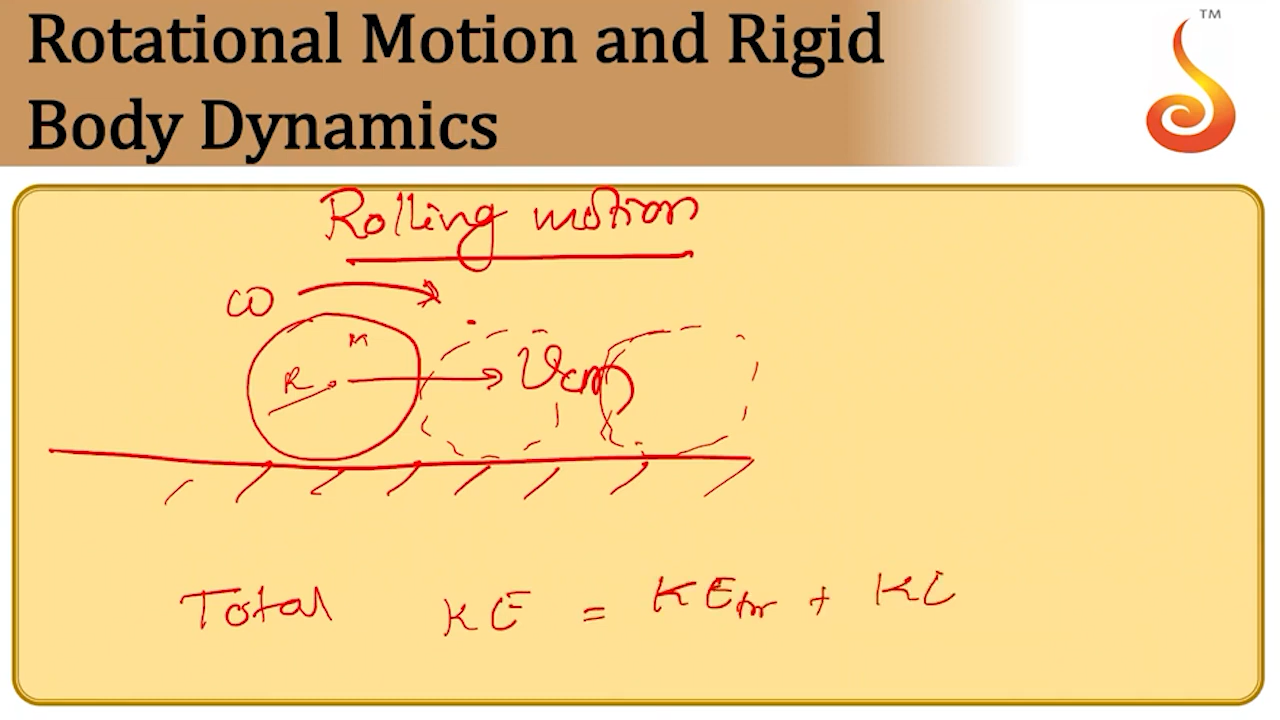 Rotational Motion and Rigid
Body Dynamics
TM
Rolling motion
ω
M
R
Vcm
Total KE = KEtr + KE